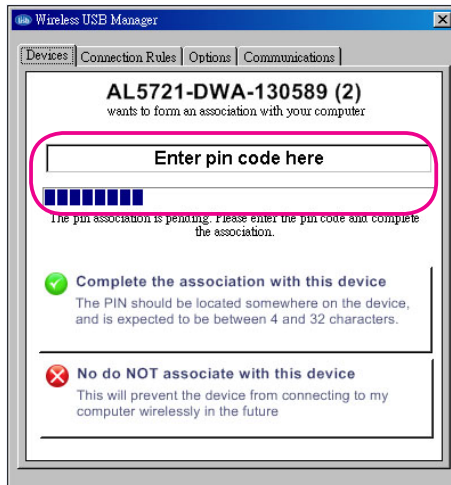 Wireless USB Manager
Devices Connection Rules Options Communications
AL5721-DWA-130589 (2)
wants to form an association with your computer
Enter pin code here
The pin association is pending. Please enter the pin code and complete
the association.
Complete the association with this device
The PIN should be located somewhere on the device,
and is expected to be between 4 and 32 characters.
No do NOT associate with this device
This will prevent the device from connecting to my
computer wirelessly in the future